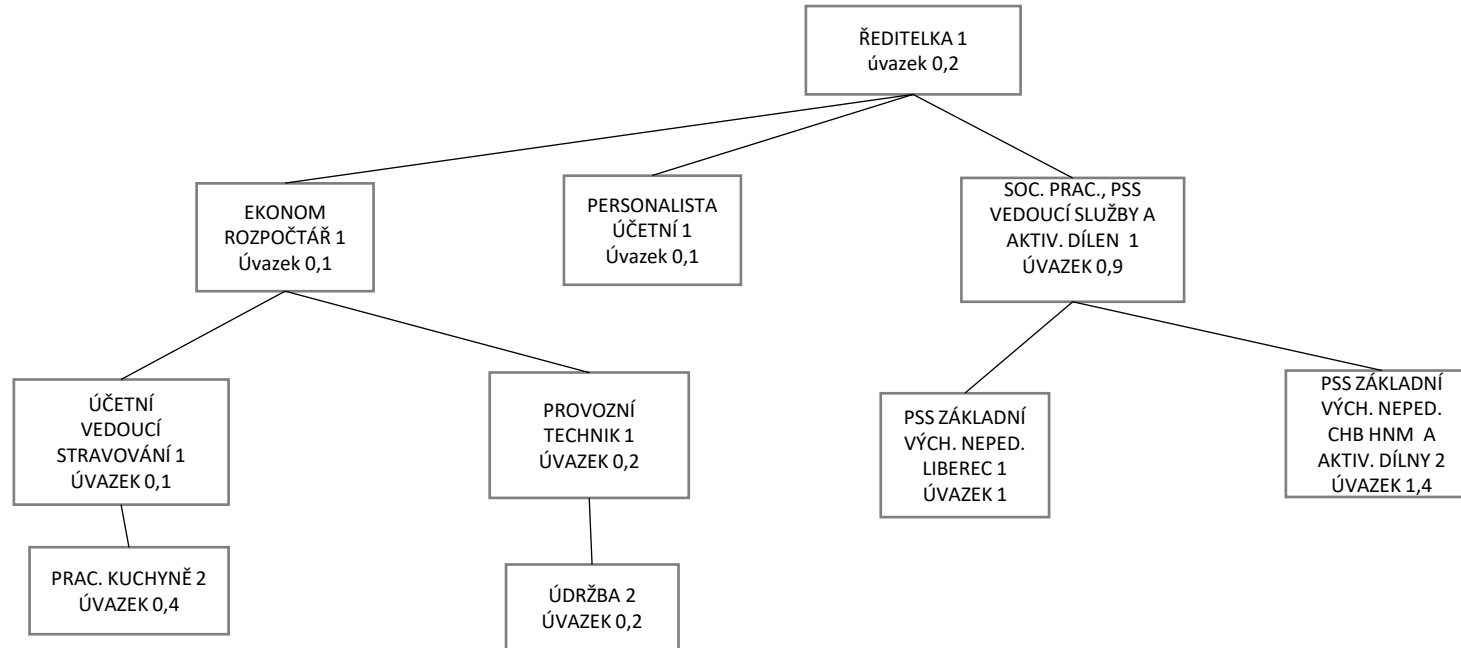 ŘEDITELKA 1
úvazek 0,2
EKONOM
ROZPOČTÁŘ 1
Úvazek 0,1
PERSONALISTA
ÚČETNÍ 1
Úvazek 0,1
SOC. PRAC., PSS
VEDOUCÍ SLUŽBY A
AKTIV. DÍLEN 1
ÚVAZEK 0,9
ÚČETNÍ
VEDOUCÍ
STRAVOVÁNÍ 1
ÚVAZEK 0,1
PROVOZNÍ
TECHNIK 1
ÚVAZEK 0,2
PSS ZÁKLADNÍ
VÝCH. NEPED.
LIBEREC 1
ÚVAZEK 1
PSS ZÁKLADNÍ
VÝCH. NEPED.
CHB HNM A
AKTIV. DÍLNY 2
ÚVAZEK 1,4
PRAC. KUCHYNĚ 2
ÚVAZEK 0,4
ÚDRŽBA 2
ÚVAZEK 0,2